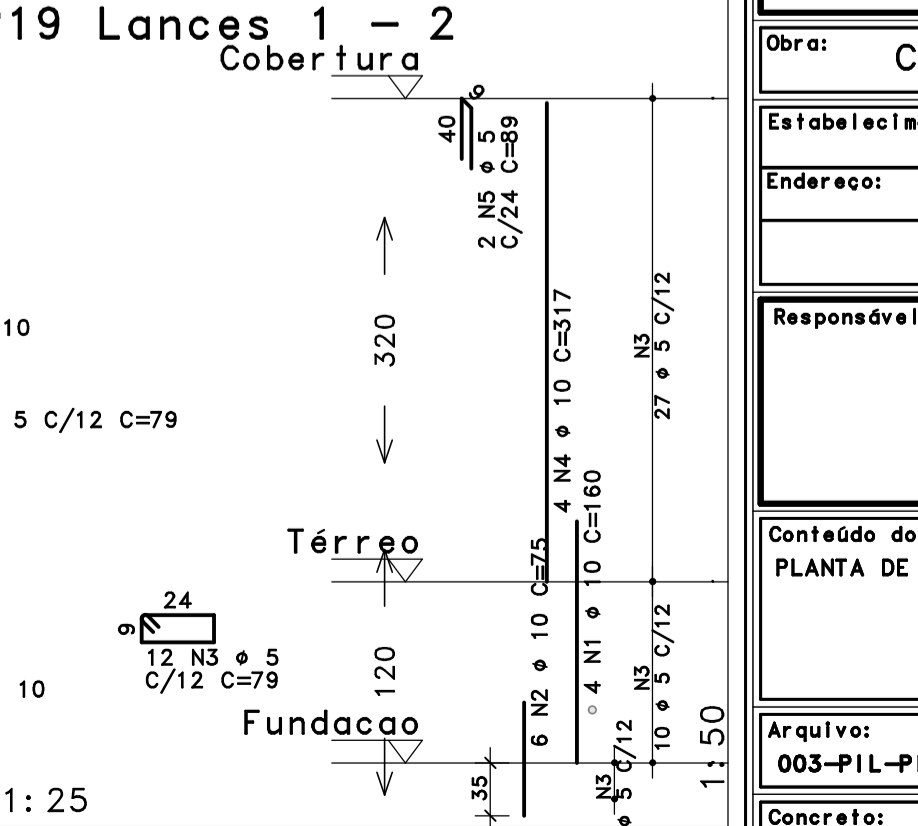 19 Lances 1 – 2
Cobertura
6
40
2 N5 ø 5
C/24 C=89
320
4 N4 ø 10 C=317
N3
27 ø 5 C/12
10
5 C/12 C=79
Térreo
4 N1 ø 10 C=160
6 N2 ø 10 C=75
24
9
12 N3 ø 5
C/12 C=79
120
N3
10 ø 5 C/12
10
Fundacao
35
N3
ø 5 C/12
1:50
1:25
Obra:
C
Estabelecim
Endereço:
Responsável
Conteúdo do
PLANTA DE
Arquivo:
003-PIL-P
Concreto: